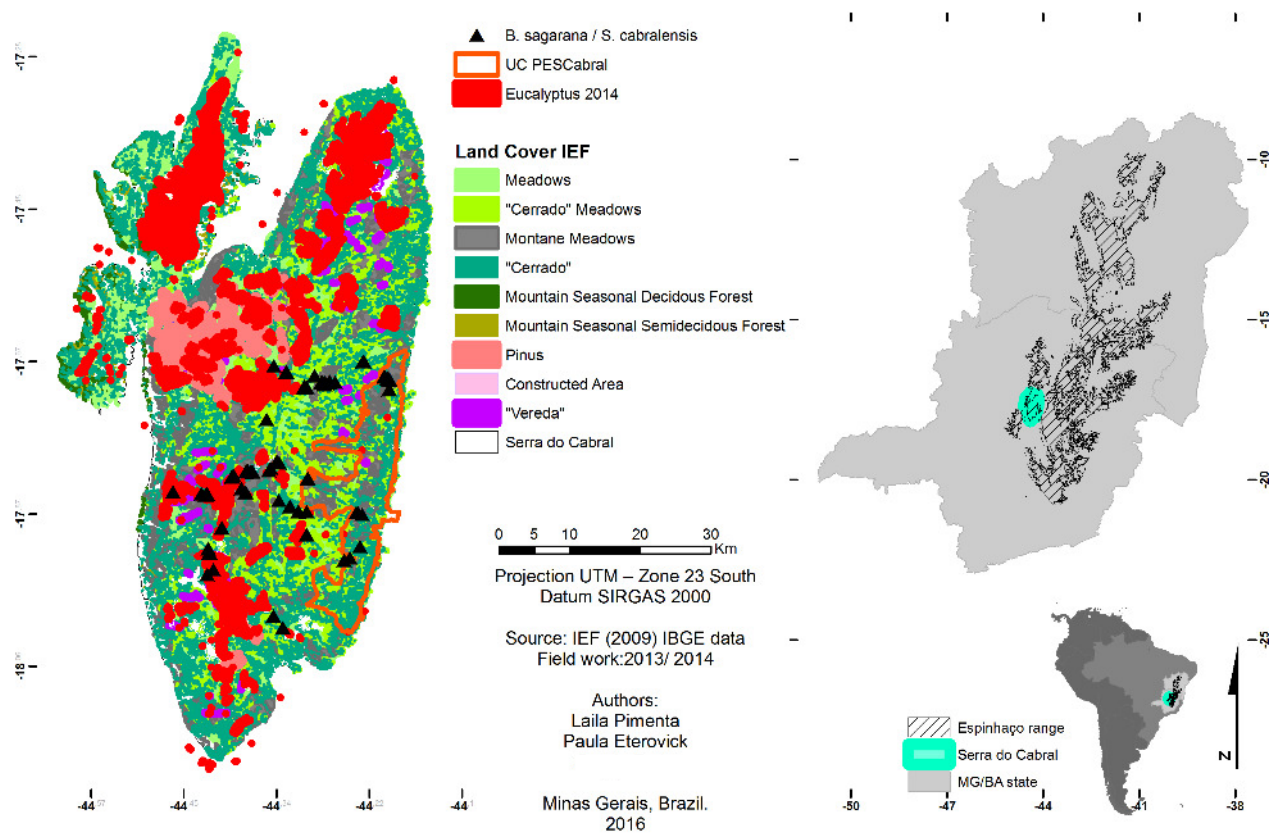 B. sagarana / S. cabralensis
UC PESCabral
Eucalyptus 2014
Land Cover IEF
Meadows
"Cerrado" Meadows
Montane Meadows
"Cerrado"
Mountain Seasonal Decidous Forest
Mountain Seasonal Semidecidous Forest
Pinus
Constructed Area
"Vereda"
Serra do Cabral
0 5 10 20 30
Km
Projection UTM – Zone 23 South
Datum SIRGAS 2000
Source: IEF (2009) IBGE data
Field work:2013/ 2014
Authors:
Laila Pimenta
Paula Eterovick
Minas Gerais, Brazil.
2016
-50 -44 -41 -38
-10
-15
-20
-25
Espinhaço range
Serra do Cabral
MG/BA state
N
-50 -44 -41 -38